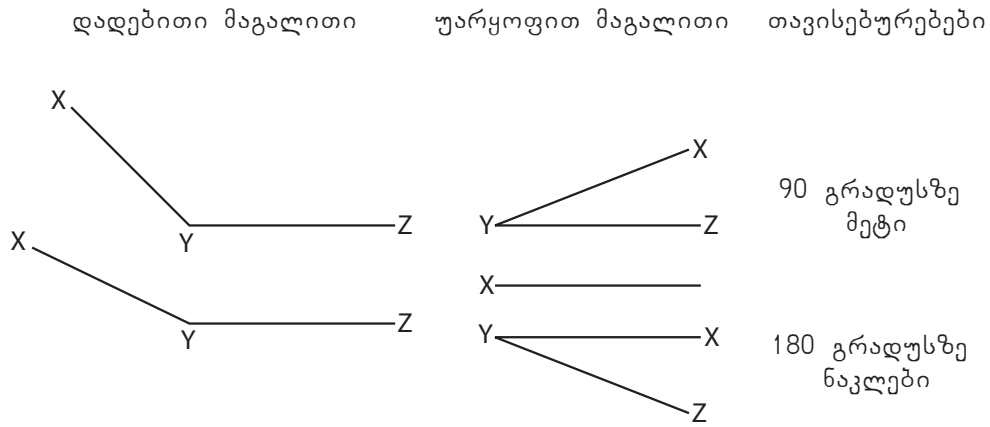 დადებითი მაგალითი უარყოფით მაგალითი თავისებურებები
X
X
Y Z
Y Z
90 გრადუსზე
მეტი
X
Y Z
X
Y Z
Y X
Z
180 გრადუსზე
ნაკლები